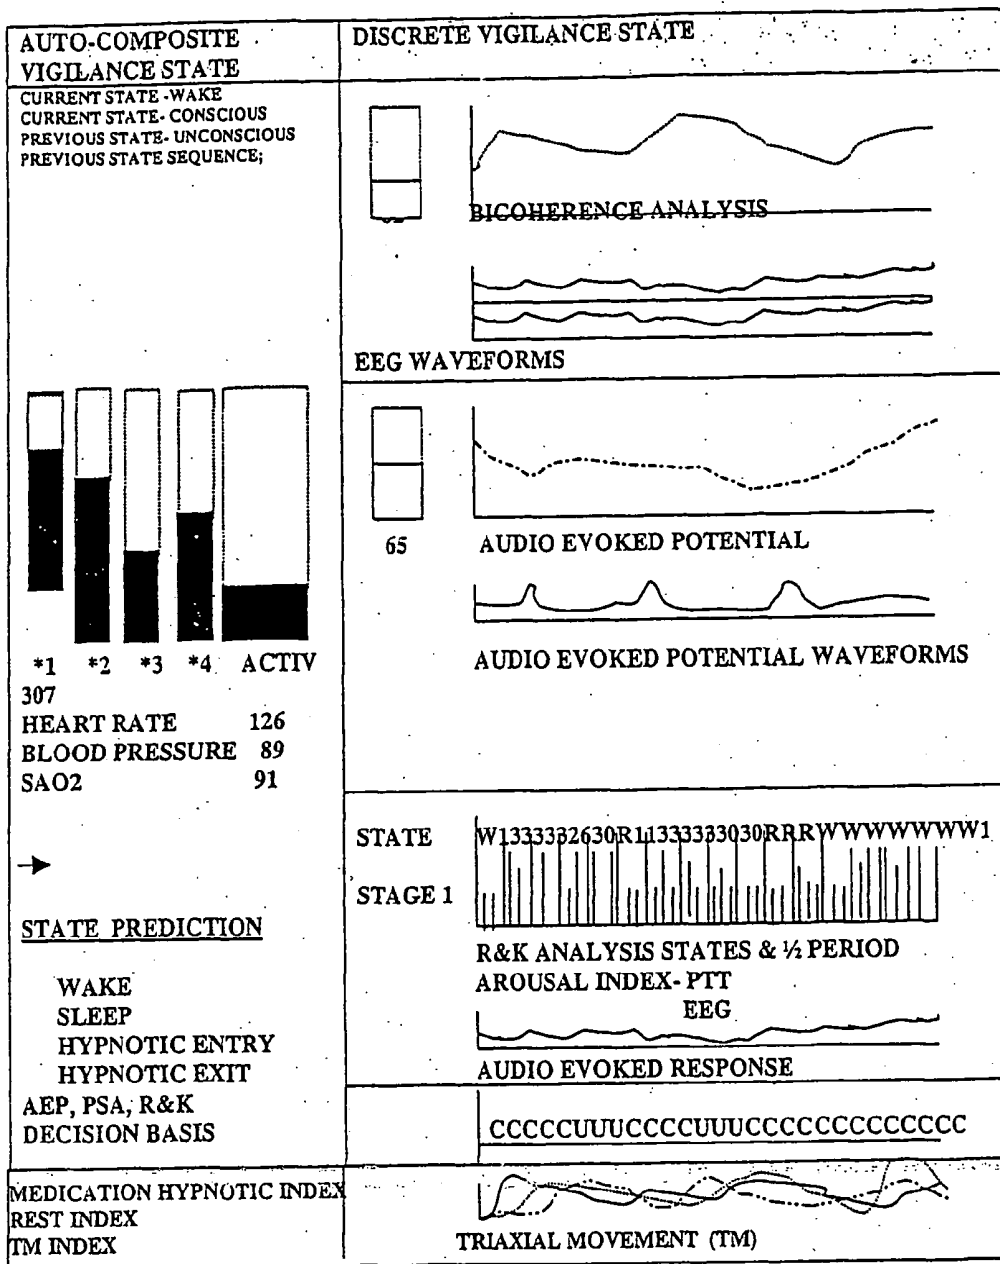 AUTO-COMPOSITE
VIGILANCE STATE
CURRENT STATE -WAKE
CURRENT STATE- CONSCIOUS
PREVIOUS STATE- UNCONSCIOUS
PREVIOUS STATE SEQUENCE;
*1 *2 *3 *4 ACTIV
307
HEART RATE 126
BLOOD PRESSURE 89
SAO2 91
STATE PREDICTION
WAKE
SLEEP
HYPNOTIC ENTRY
HYPNOTIC EXIT
AEP, PSA, R&K
DECISION BASIS
MEDICATION HYPNOTIC INDEX
REST INDEX
TM INDEX
DISCRETE VIGILANCE STATE
BICOHERENCE ANALYSIS
EEG WAVEFORMS
65
AUDIO EVOKED POTENTIAL
AUDIO EVOKED POTENTIAL WAVEFORMS
STATE W133333262630R11333333030RRRWWWWWWWW1
STAGE 1
R&K ANALYSIS STATES & ½ PERIOD
AROUSAL INDEX- PTT
EEG
AUDIO EVOKED RESPONSE
CCCCCUUUCCCCUUUCCCCCCCCCCCCCC
TRIAXIAL MOVEMENT (TM)